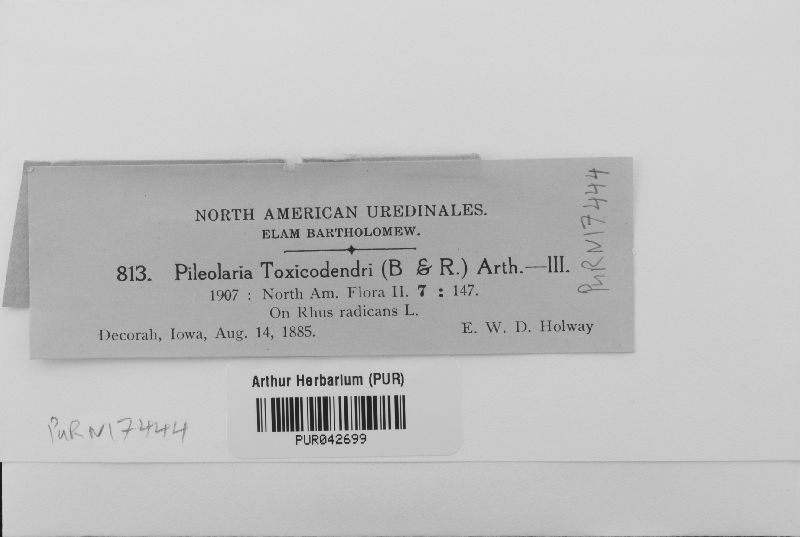 NORTH AMERICAN UREDINALES.
ELAM BARTHOLOMEW.
813. Pileolaria Toxicodendri (B & R.) Arth.—III.
1907 : North Am. Flora II. 7 : 147.
On Rhus radicans L.
Decorah, Iowa, Aug. 14, 1885. E. W. D. Holway
PURN17444
Arthur Herbarium (PUR)
PUR042699
PURN17444